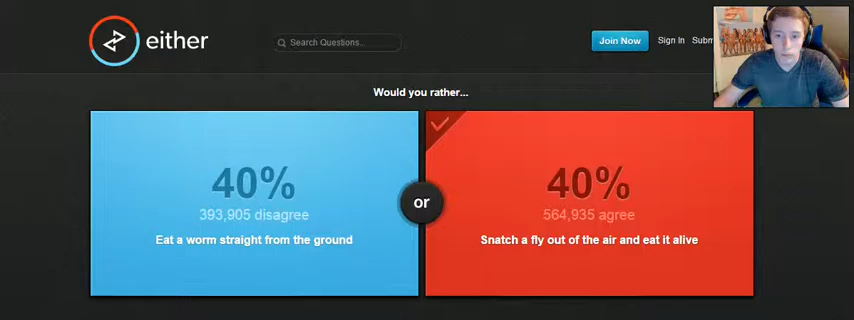 either
Search Questions..
Join Now
Sign In
Would you rather...
40%
393,905 disagree
Eat a worm straight from the ground
or
40%
564,935 agree
Snatch a fly out of the air and eat it alive